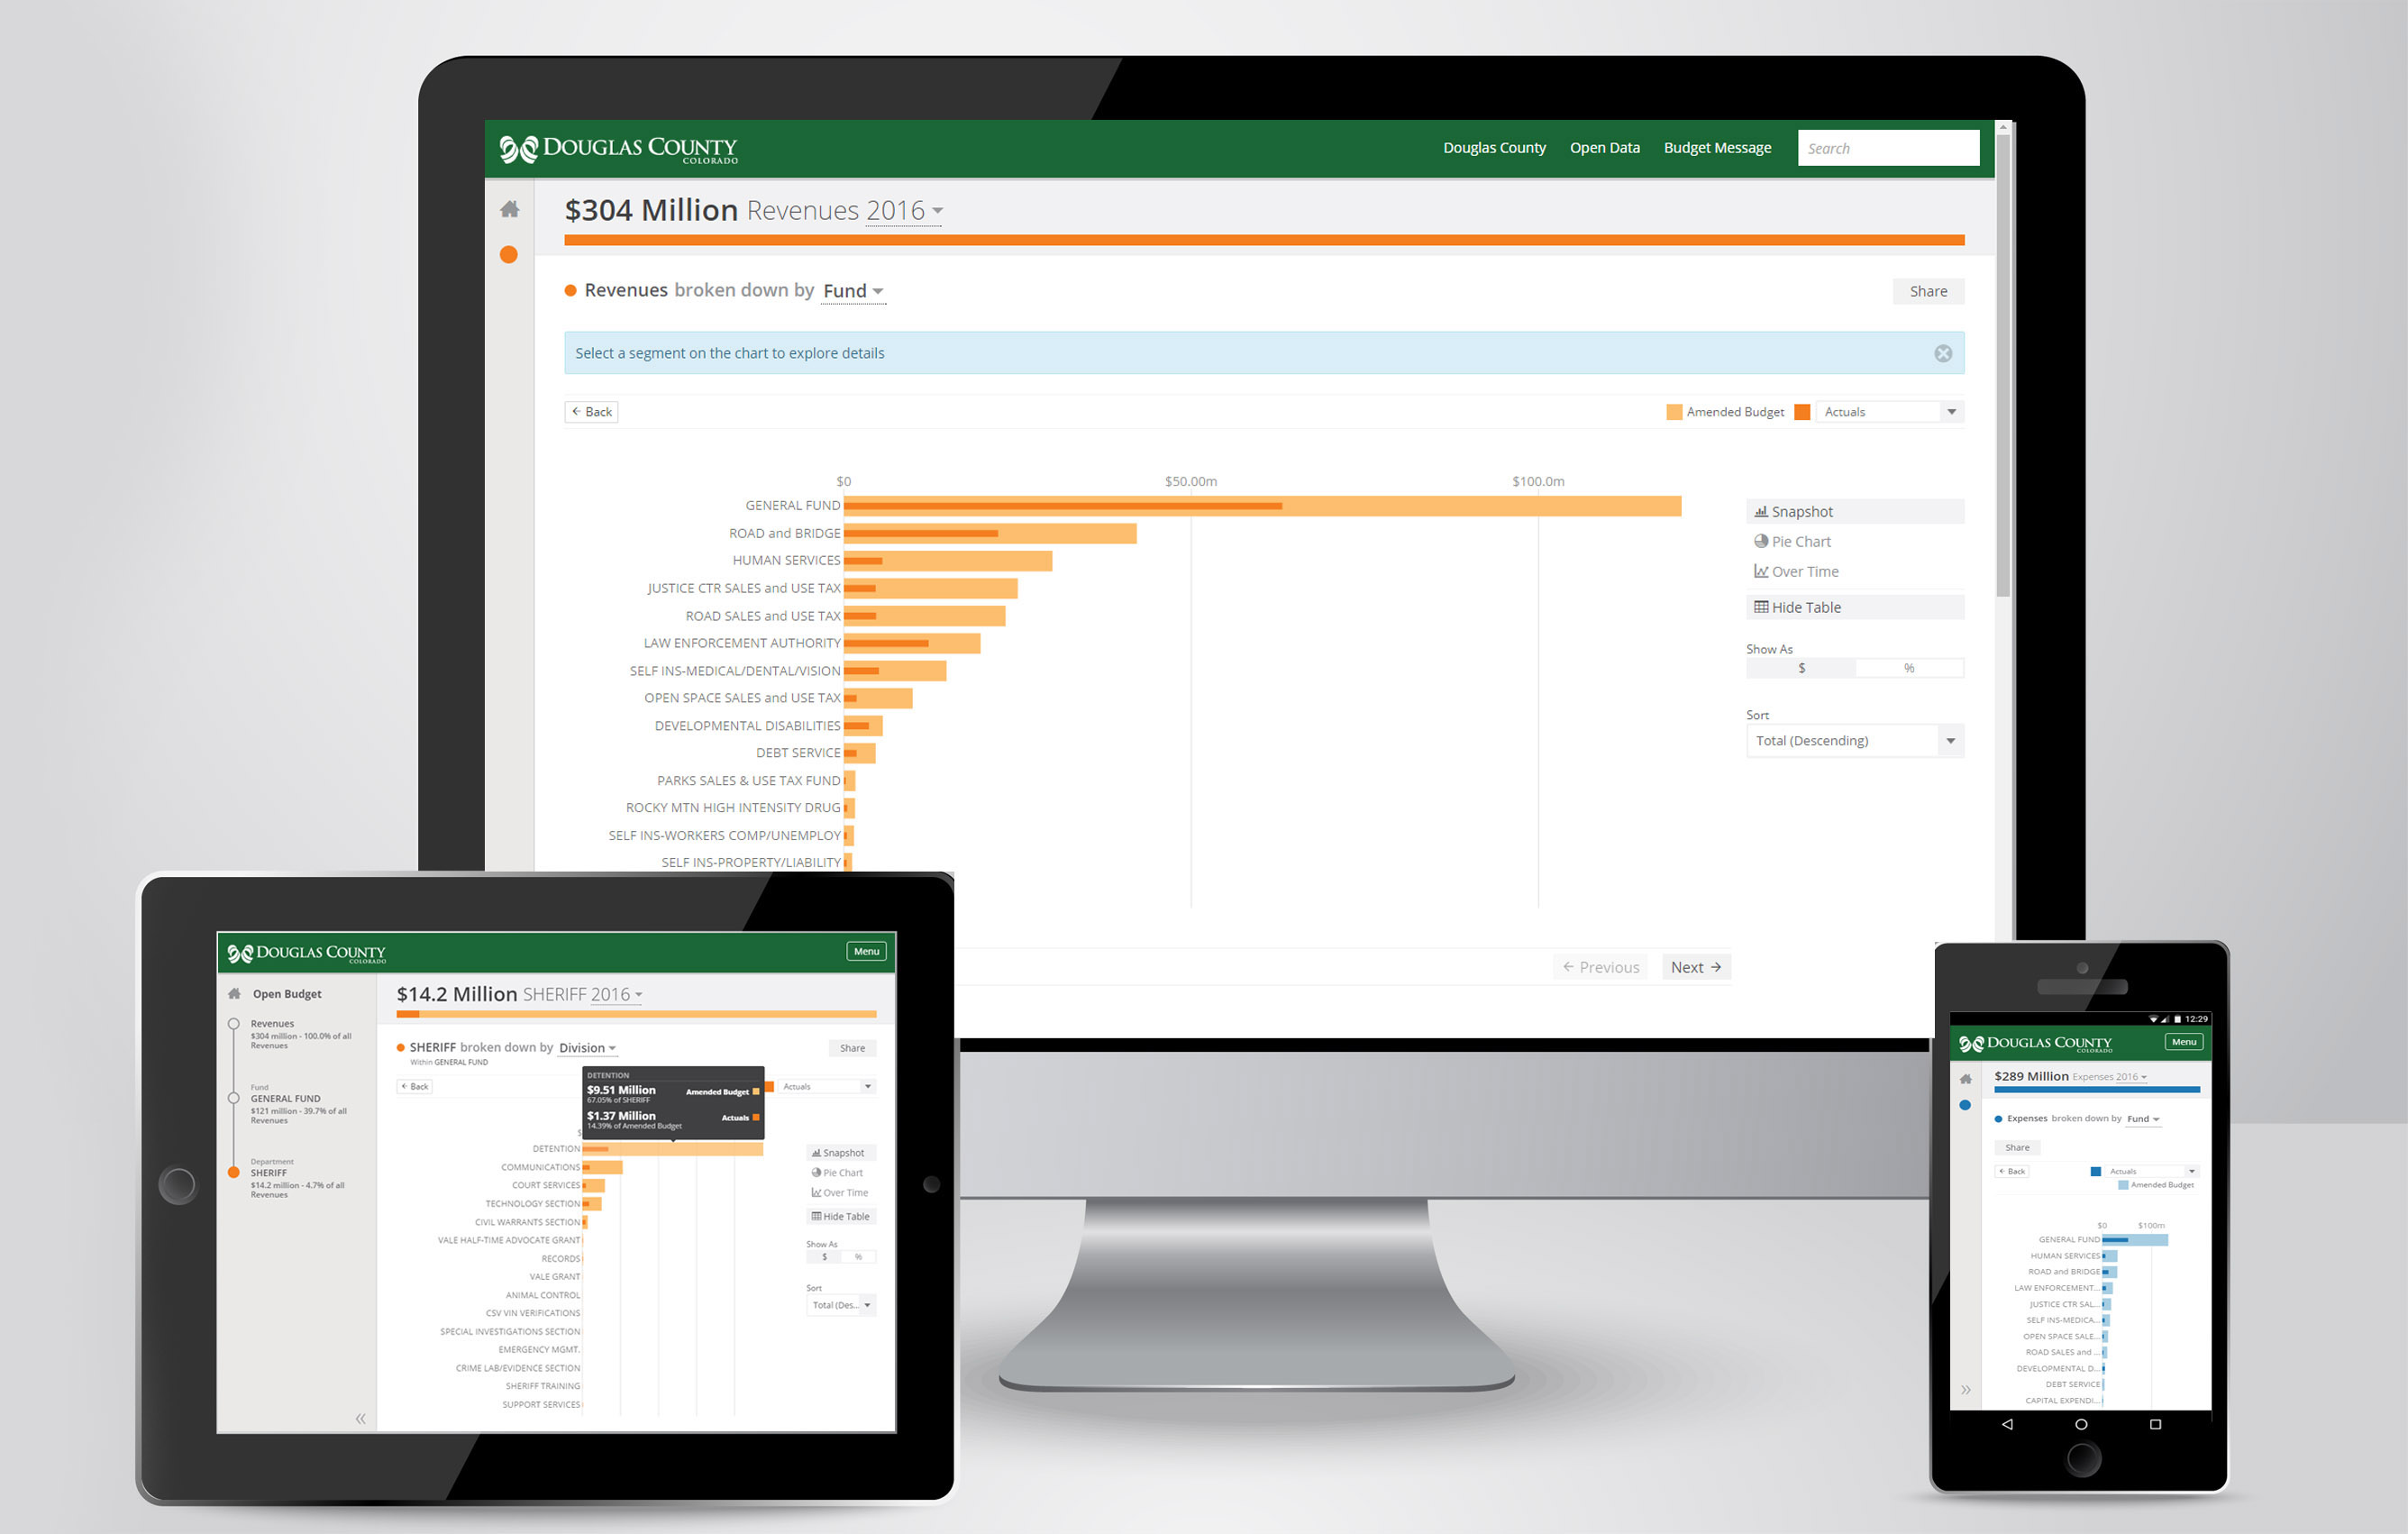 DOUGLAS COUNTY
COLORADO
Douglas County Open Data Budget Message Search
$304 Million Revenues 2016
Revenues broken down by Fund
Share
Select a segment on the chart to explore details
← Back
Amended Budget Actuals
$0 $50.00m $100.0m
GENERAL FUND
ROAD and BRIDGE
HUMAN SERVICES
JUSTICE CTR SALES and USE TAX
ROAD SALES and USE TAX
LAW ENFORCEMENT AUTHORITY
SELF INS-MEDICAL/DENTAL/VISION
OPEN SPACE SALES and USE TAX
DEVELOPMENTAL DISABILITIES
DEBT SERVICE
PARKS SALES & USE TAX FUND
ROCKY MTN HIGH INTENSITY DRUG
SELF INS-WORKERS COMP/UNEMPLOY
SELF INS-PROPERTY/LIABILITY
Snapshot
Pie Chart
Over Time
Hide Table
Show As
$ %
Sort
Total (Descending)
← Previous Next →
DOUGLAS COUNTY
COLORADO
Menu
Open Budget
Revenues
$304 million - 100.0% of all
Revenues
Fund
GENERAL FUND
$121 million - 39.7% of all
Revenues
Department
SHERIFF
$14.2 million - 4.7% of all
Revenues
$14.2 Million SHERIFF 2016
SHERIFF broken down by Division
Within GENERAL FUND
Share
← Back
Actuals
DETENTION
$9.51 Million Amended Budget
67.05% of SHERIFF
$1.37 Million Actuals
14.39% of Amended Budget
$
DETENTION
COMMUNICATIONS
COURT SERVICES
TECHNOLOGY SECTION
CIVIL WARRANTS SECTION
VALE HALF-TIME ADVOCATE GRANT
RECORDS
VALE GRANT
ANIMAL CONTROL
CSV VIN VERIFICATIONS
SPECIAL INVESTIGATIONS SECTION
EMERGENCY MGMT.
CRIME LAB/EVIDENCE SECTION
SHERIFF TRAINING
SUPPORT SERVICES
Snapshot
Pie Chart
Over Time
Hide Table
Show As
$ %
Sort
Total (Des...
12:29
DOUGLAS COUNTY
COLORADO
Menu
$289 Million Expenses 2016
Expenses broken down by Fund
Share
← Back
Actuals
Amended Budget
$0 $100m
GENERAL FUND
HUMAN SERVICES
ROAD and BRIDGE
LAW ENFORCEMENT...
JUSTICE CTR SAL...
SELF INS-MEDICA...
OPEN SPACE SALE...
ROAD SALES and ...
DEVELOPMENTAL D...
DEBT SERVICE
CAPITAL EXPENDI...